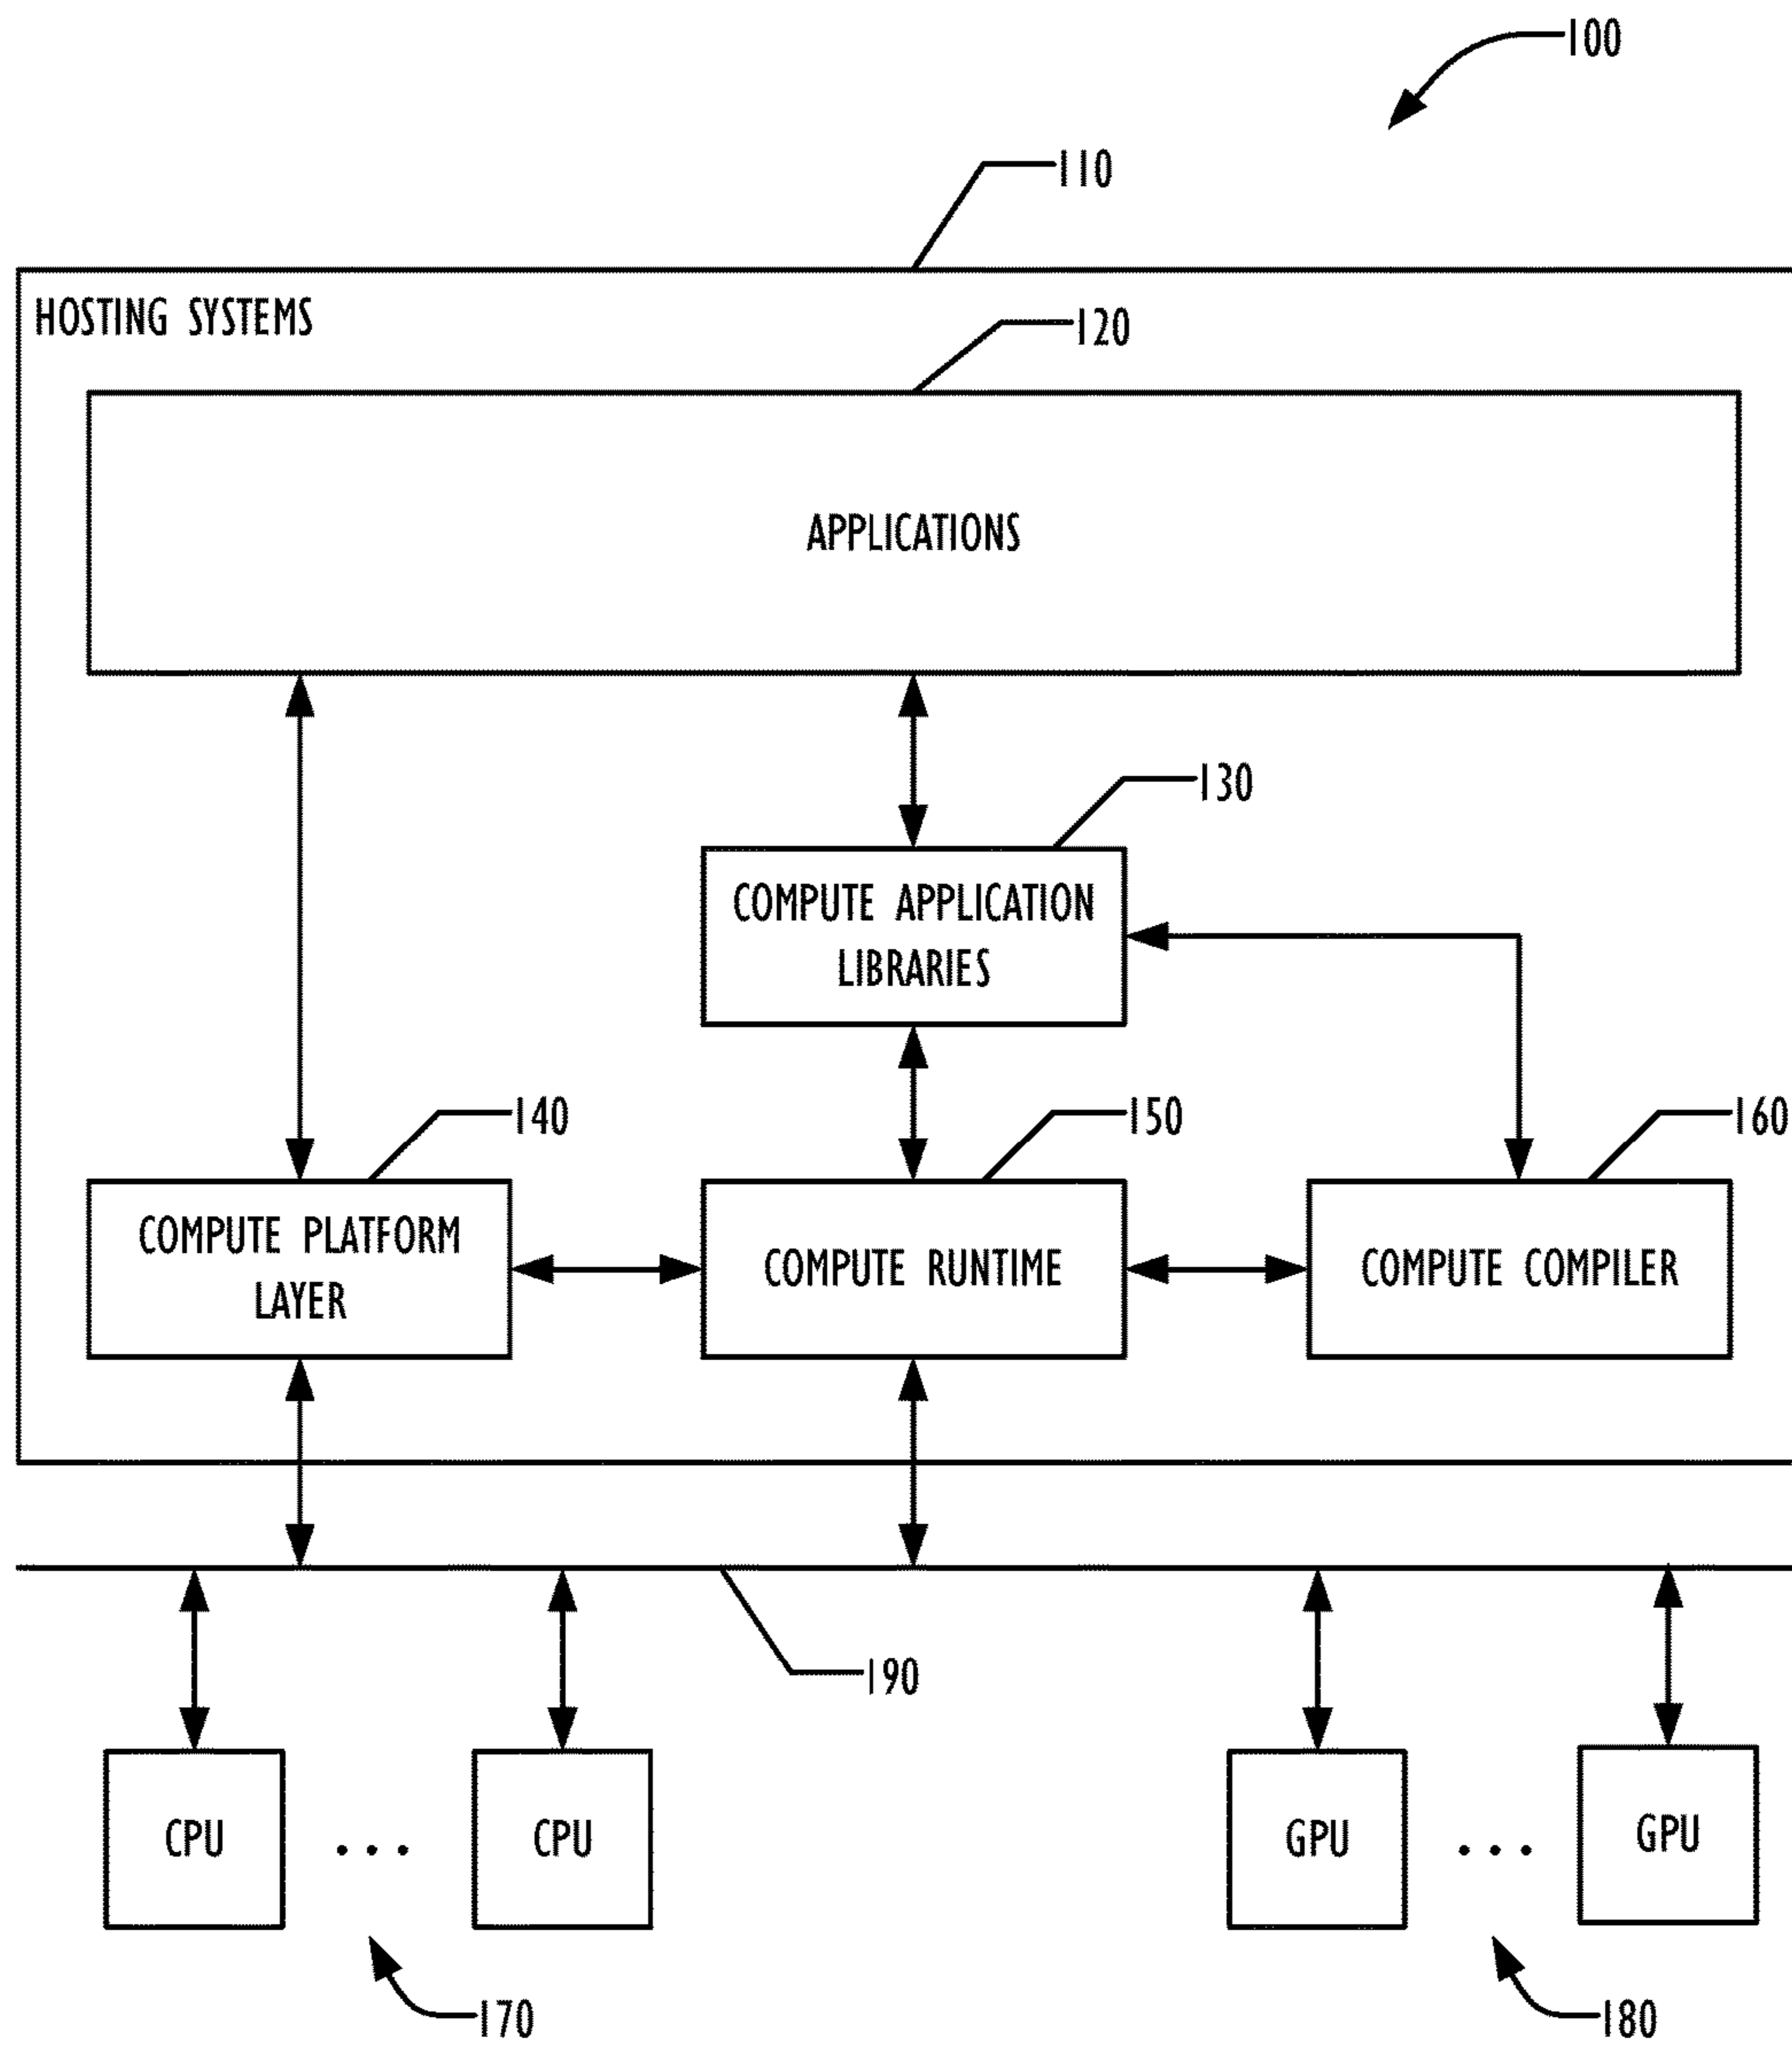 100
110
HOSTING SYSTEMS
120
APPLICATIONS
130
COMPUTE APPLICATION
LIBRARIES
140
150
160
COMPUTE PLATFORM
LAYER
COMPUTE RUNTIME
COMPUTE COMPILER
190
CPU
...
CPU
GPU
...
GPU
170
180